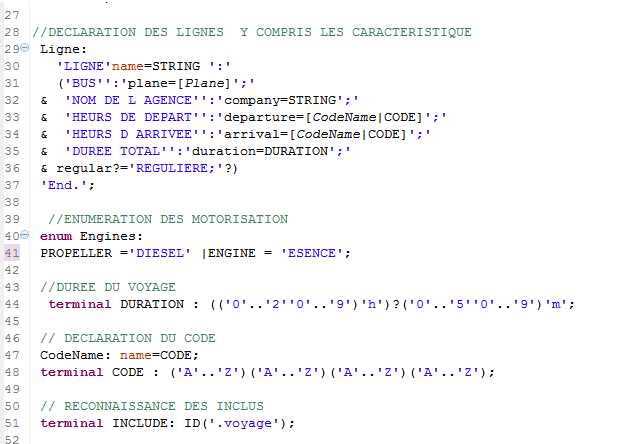 27
28 //DECLARATION DES LIGNES  Y COMPRIS LES CARACTERISTIQUE
29 Ligne:
30 'LIGNE'name=STRING ':'
31 ('BUS'':'plane=[Plane]';'
32 & 'NOM DE L AGENCE'':'company=STRING';'
33 & 'HEURS DE DEPART'':'departure=[CodeName|CODE]';'
34 & 'HEURS D ARRIVEE'':'arrival=[CodeName|CODE]';'
35 & 'DUREE TOTAL'':'duration=DURATION';'
36 & regular?='REGULIERE;'?)
37 'End.';
38
39 //ENUMERATION DES MOTORISATION
40 enum Engines:
41 PROPELLER ='DIESEL' |ENGINE = 'ESENCE';
42
43 //DUREE DU VOYAGE
44 terminal DURATION : (('0'..'2''0'..'9')'h')?('0'..'5''0'..'9')'m';
45
46 // DECLARATION DU CODE
47 CodeName: name=CODE;
48 terminal CODE : ('A'..'Z')('A'..'Z')('A'..'Z')('A'..'Z');
49
50 // RECONNAISSANCE DES INCLUS
51 terminal INCLUDE: ID('.voyage');
52